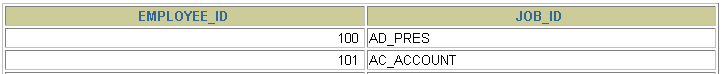 EMPLOYEE_ID JOB_ID
100 AD_PRES
101 AC_ACCOUNT